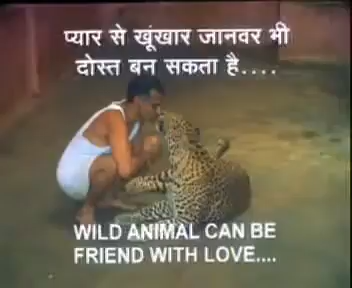 प्यार से खूंखार जानवर भी
दोस्त बन सकता है....
WILD ANIMAL CAN BE
FRIEND WITH LOVE....